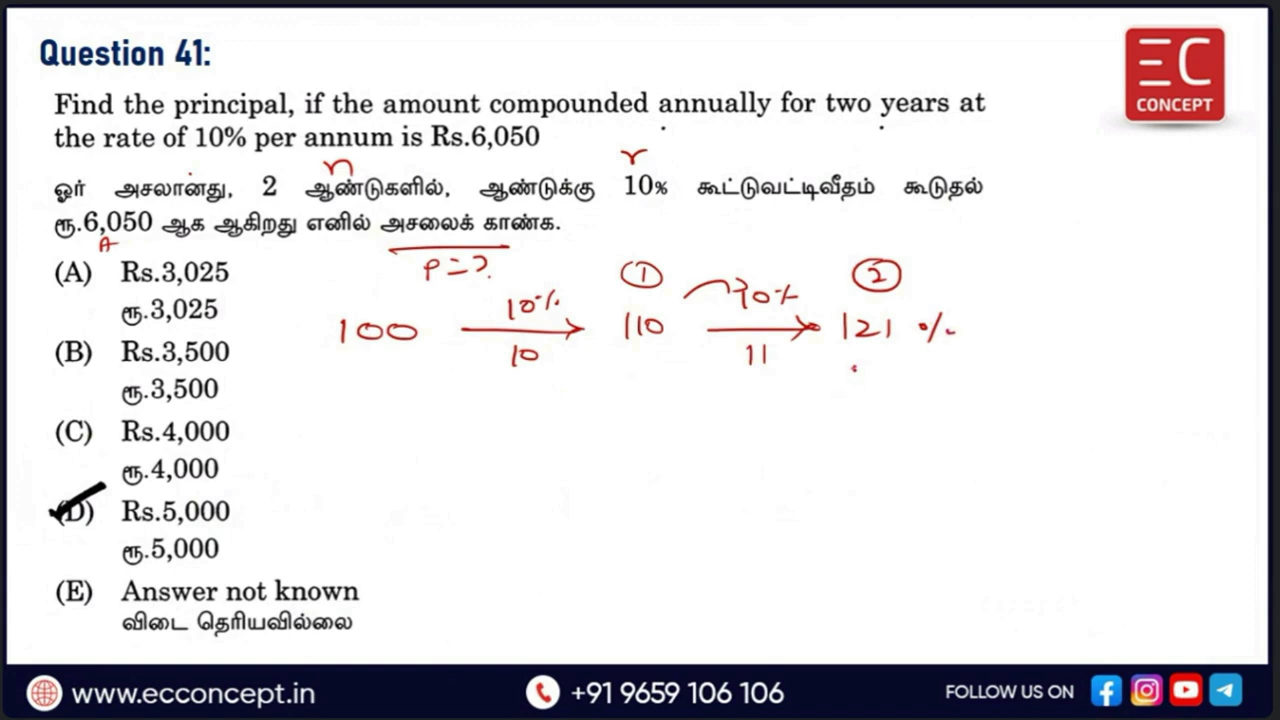 Question 41:
EC
CONCEPT
Find the principal, if the amount compounded annually for two years at
the rate of 10% per annum is Rs.6,050
n
r
ஓர் அசலானது, 2 ஆண்டுகளில், ஆண்டுக்கு 10% கூட்டுவட்டிவீதம் கூடுதல்
ரூ.6,050 ஆக ஆகிறது எனில் அசலைக் காண்க.
A
P = ?
(A) Rs.3,025
ரூ.3,025
1
2
10%
10%
100
110
121 %
10
11
(B) Rs.3,500
ரூ.3,500
(C) Rs.4,000
ரூ.4,000
(D) Rs.5,000
ரூ.5,000
(E) Answer not known
விடை தெரியவில்லை
www.ecconcept.in
+91 9659 106 106
FOLLOW US ON